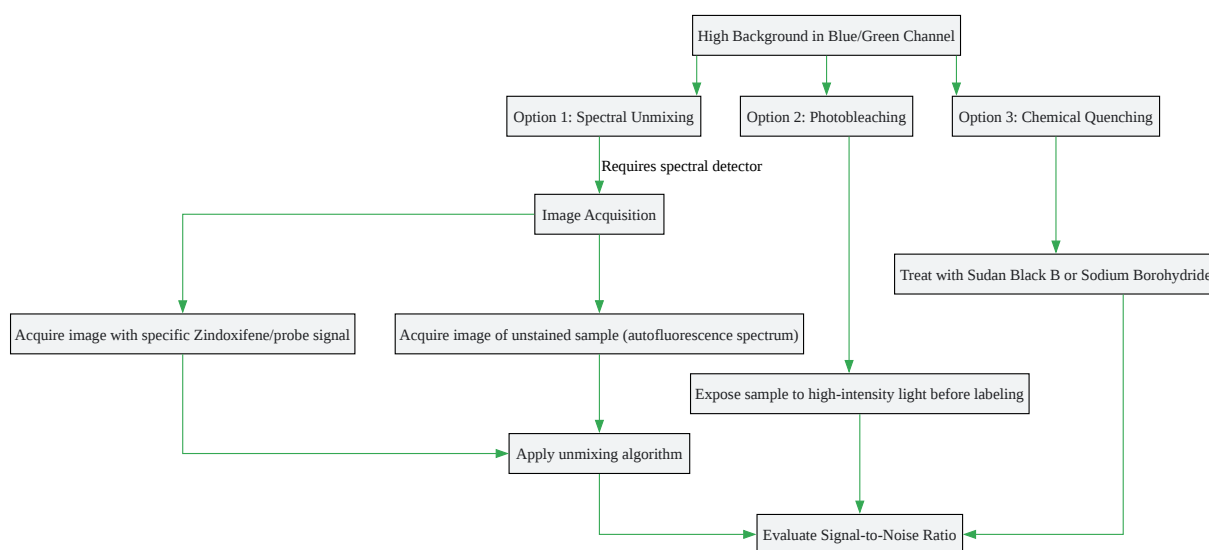 High Background in Blue/Green Channel
Option 1: Spectral Unmixing
Option 2: Photobleaching
Option 3: Chemical Quenching
Requires spectral detector
Image Acquisition
Treat with Sudan Black B or Sodium Borohydride
Acquire image with specific Zindoxifene/probe signal
Acquire image of unstained sample (autofluorescence spectrum)
Expose sample to high-intensity light before labeling
Apply unmixing algorithm
Evaluate Signal-to-Noise Ratio